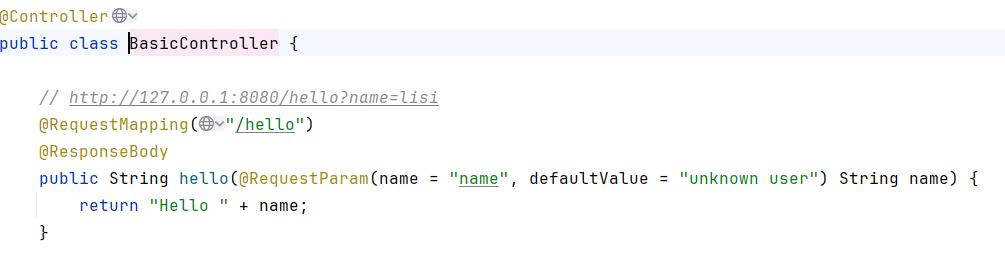 @Controller
public class BasicController {
// http://127.0.0.1:8080/hello?name=lisi
@RequestMapping("/hello")
@ResponseBody
public String hello(@RequestParam(name = "name", defaultValue = "unknown user") String name) {
return "Hello " + name;
}